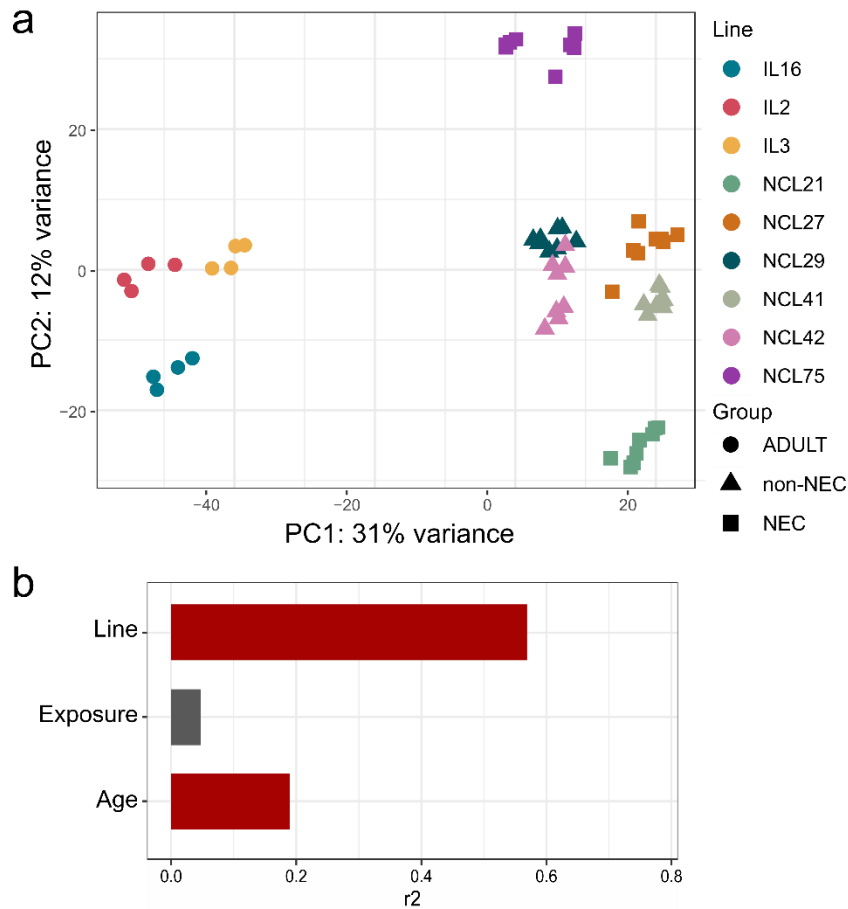 a
PC2: 12% variance
20
0
−20
−40
−20
0
20
PC1: 31% variance
Line
IL16
IL2
IL3
NCL21
NCL27
NCL29
NCL41
NCL42
NCL75
Group
ADULT
non-NEC
NEC
b
Line
Exposure
Age
0.0
0.2
0.4
0.6
0.8
r2